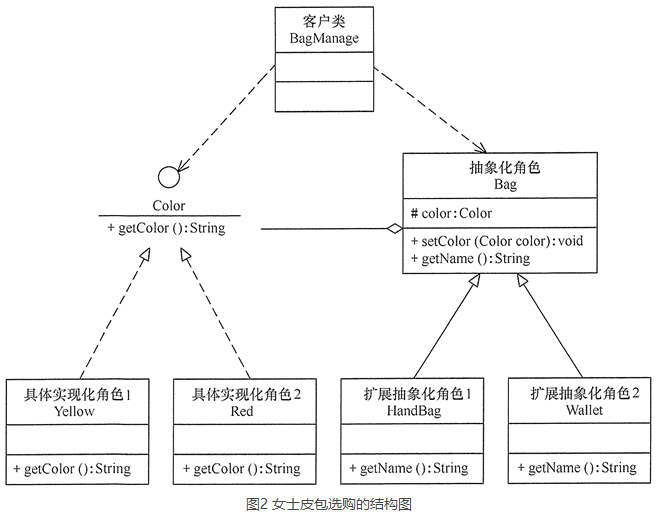 客户类
BagManage
Color
+ getColor():String
抽象化角色
Bag
# color:Color
+ setColor (Color color):void
+ getName():String
具体实现化角色1
Yellow
+ getColor():String
具体实现化角色2
Red
+ getColor():String
扩展抽象化角色1
HandBag
+ getName():String
扩展抽象化角色2
Wallet
+ getName():String
图2 女士皮包选购的结构图